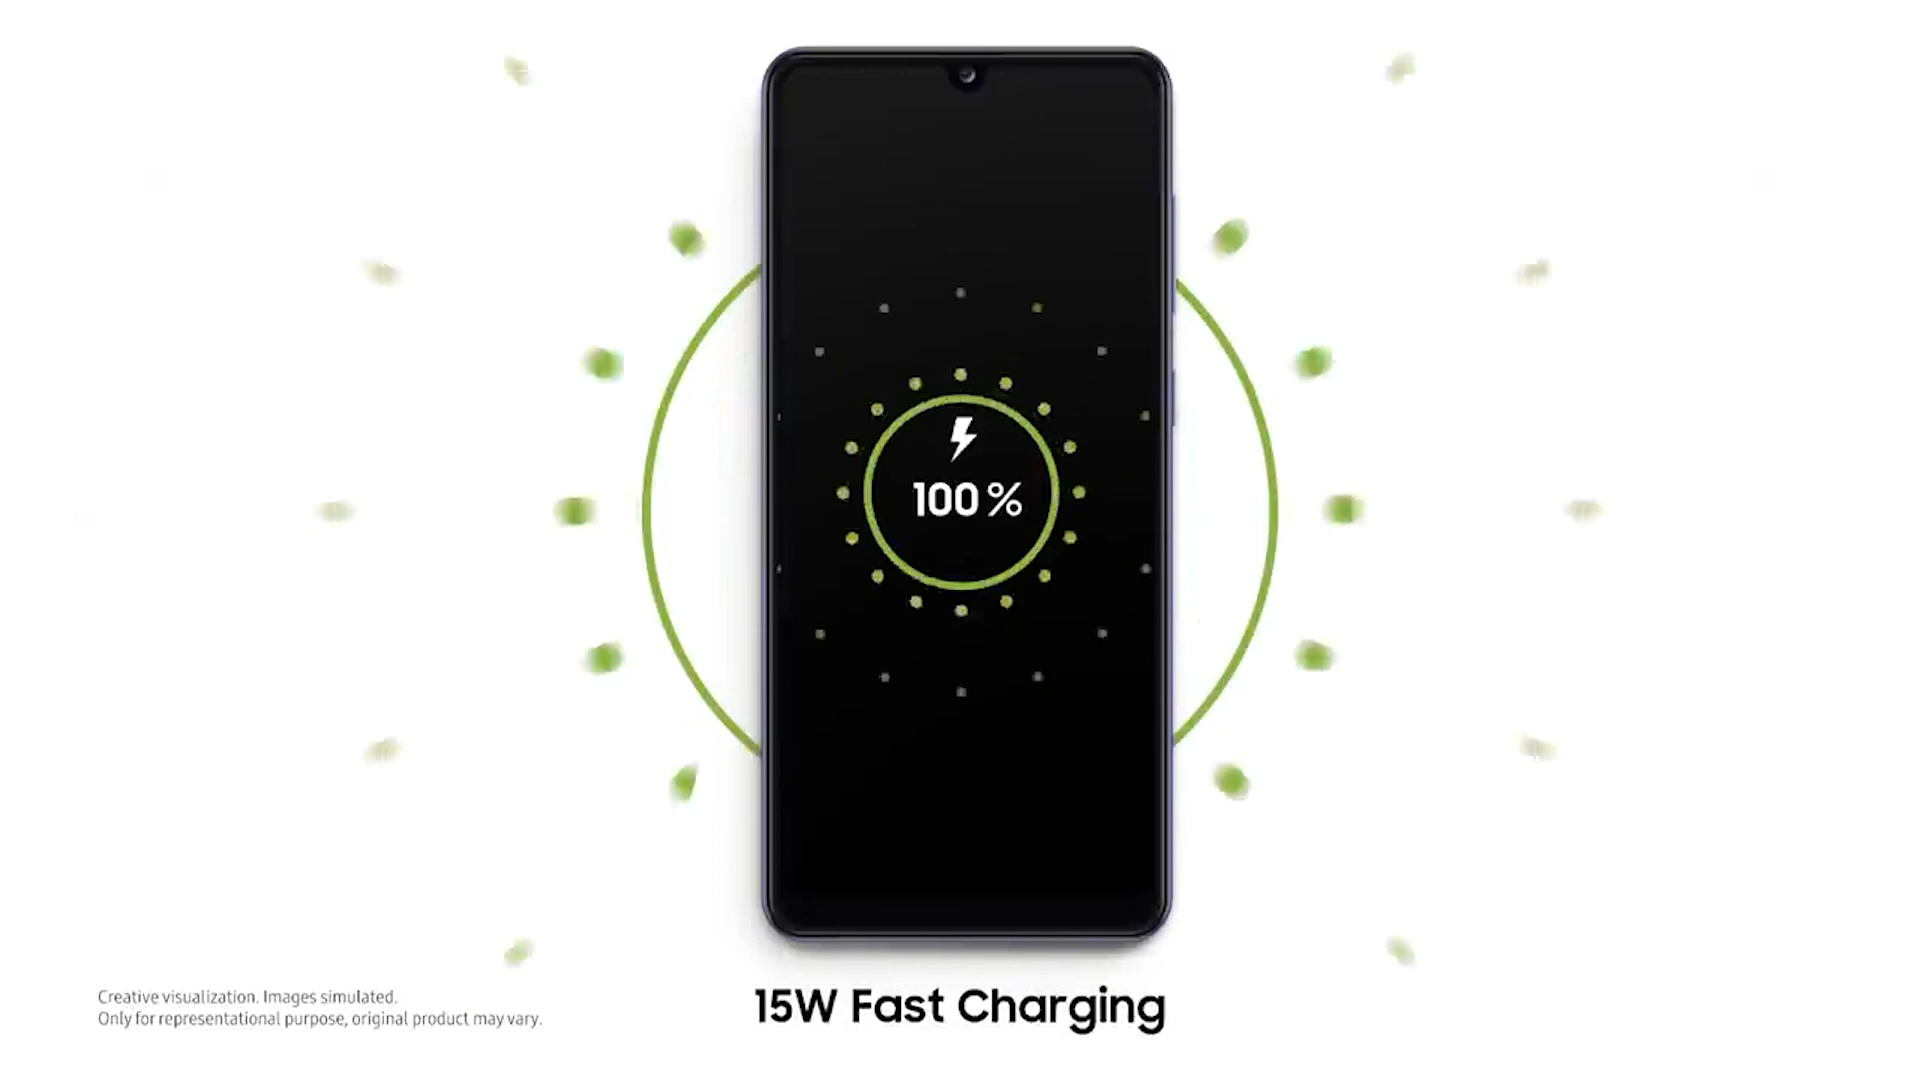 100 %
15W Fast Charging
Creative visualization. Images simulated.
Only for representational purpose, original product may vary.